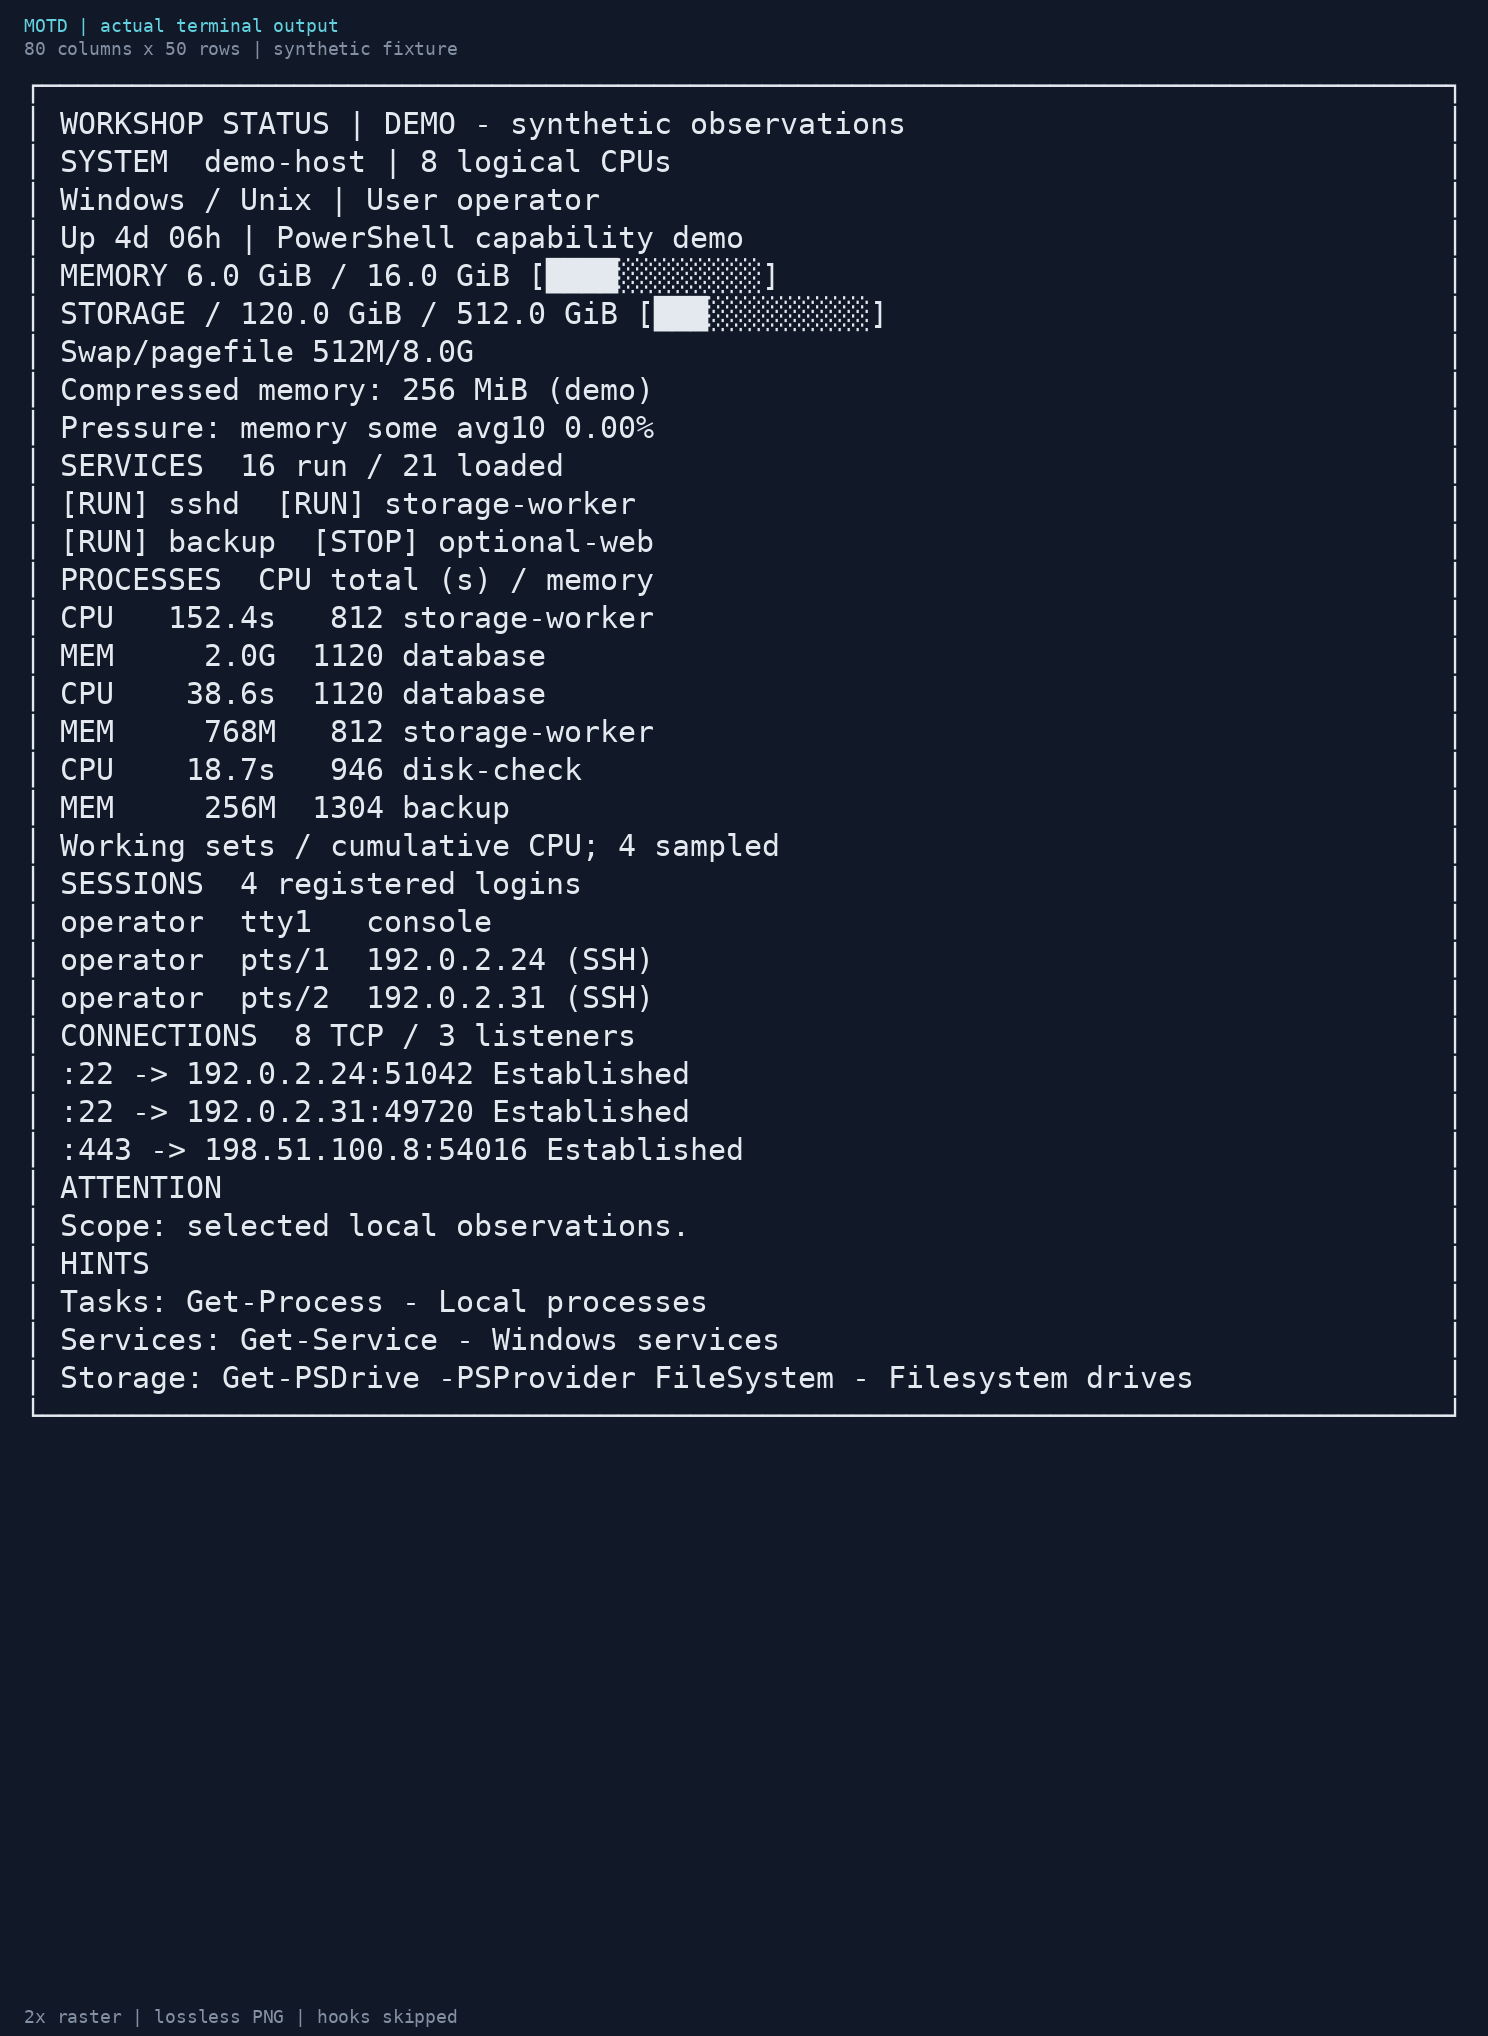 MOTD | actual terminal output
80 columns x 50 rows | synthetic fixture
WORKSHOP STATUS | DEMO - synthetic observations
SYSTEM  demo-host | 8 logical CPUs
Windows / Unix | User operator
Up 4d 06h | PowerShell capability demo
MEMORY 6.0 GiB / 16.0 GiB [████░░░░░░░░]
STORAGE / 120.0 GiB / 512.0 GiB [███░░░░░░░░░]
Swap/pagefile 512M/8.0G
Compressed memory: 256 MiB (demo)
Pressure: memory some avg10 0.00%
SERVICES  16 run / 21 loaded
[RUN] sshd  [RUN] storage-worker
[RUN] backup  [STOP] optional-web
PROCESSES  CPU total (s) / memory
CPU   152.4s   812 storage-worker
MEM     2.0G  1120 database
CPU    38.6s  1120 database
MEM     768M   812 storage-worker
CPU    18.7s   946 disk-check
MEM     256M  1304 backup
Working sets / cumulative CPU; 4 sampled
SESSIONS  4 registered logins
operator  tty1   console
operator  pts/1  192.0.2.24 (SSH)
operator  pts/2  192.0.2.31 (SSH)
CONNECTIONS  8 TCP / 3 listeners
:22 -> 192.0.2.24:51042 Established
:22 -> 192.0.2.31:49720 Established
:443 -> 198.51.100.8:54016 Established
ATTENTION
Scope: selected local observations.
HINTS
Tasks: Get-Process - Local processes
Services: Get-Service - Windows services
Storage: Get-PSDrive -PSProvider FileSystem - Filesystem drives
2x raster | lossless PNG | hooks skipped